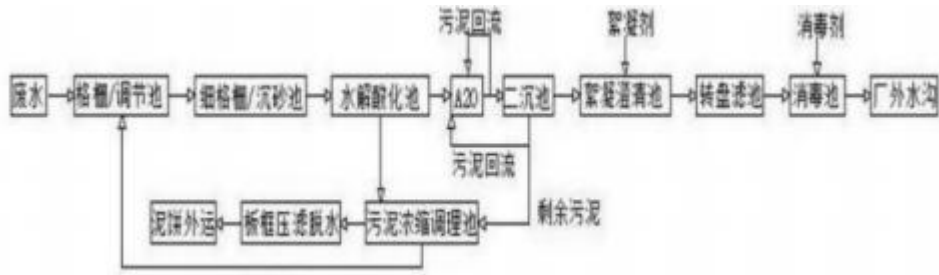 污泥回流
絮凝剂
消毒剂
废水
格栅/调节池
细格栅/沉砂池
水解酸化池
A2O
二沉池
絮凝澄清池
转盘滤池
消毒池
厂外水沟
污泥回流
泥饼外运
板框压滤脱水
污泥浓缩调理池
剩余污泥